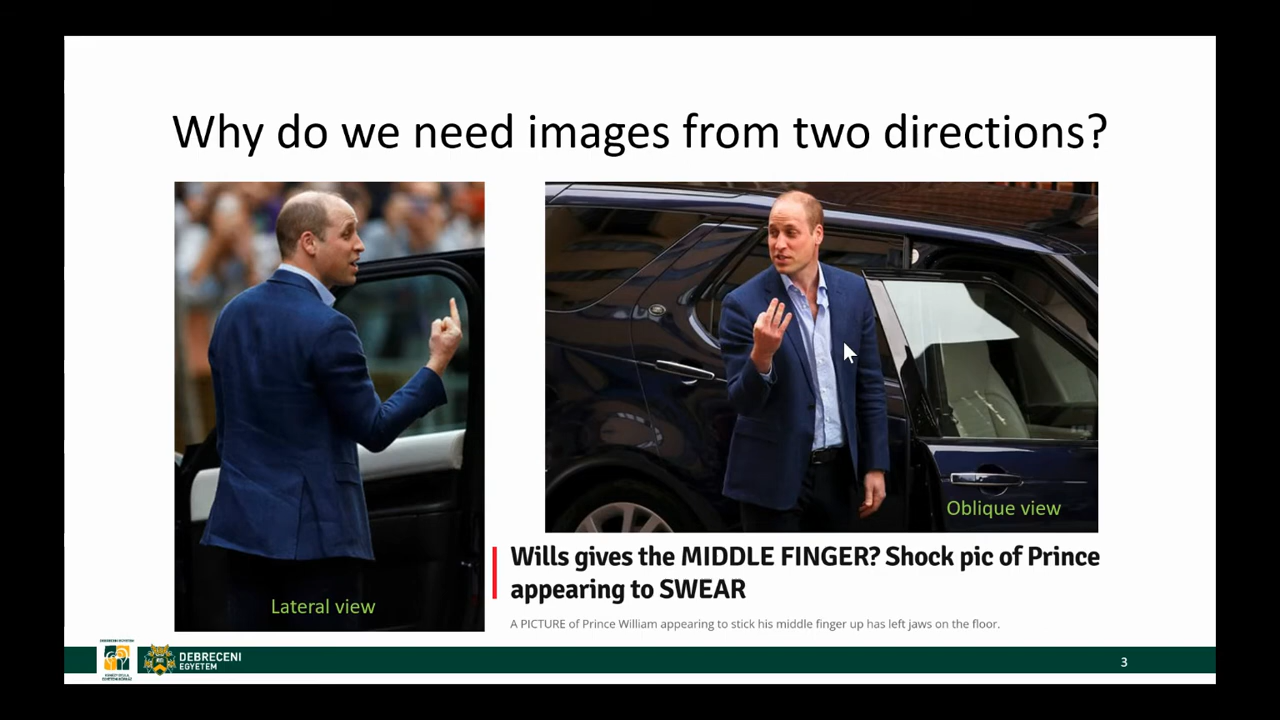 Why do we need images from two directions?
Lateral view
Oblique view
Wills gives the MIDDLE FINGER? Shock pic of Prince
appearing to SWEAR
A PICTURE of Prince William appearing to stick his middle finger up has left jaws on the floor.
DEBRECENI
EGYETEM
3